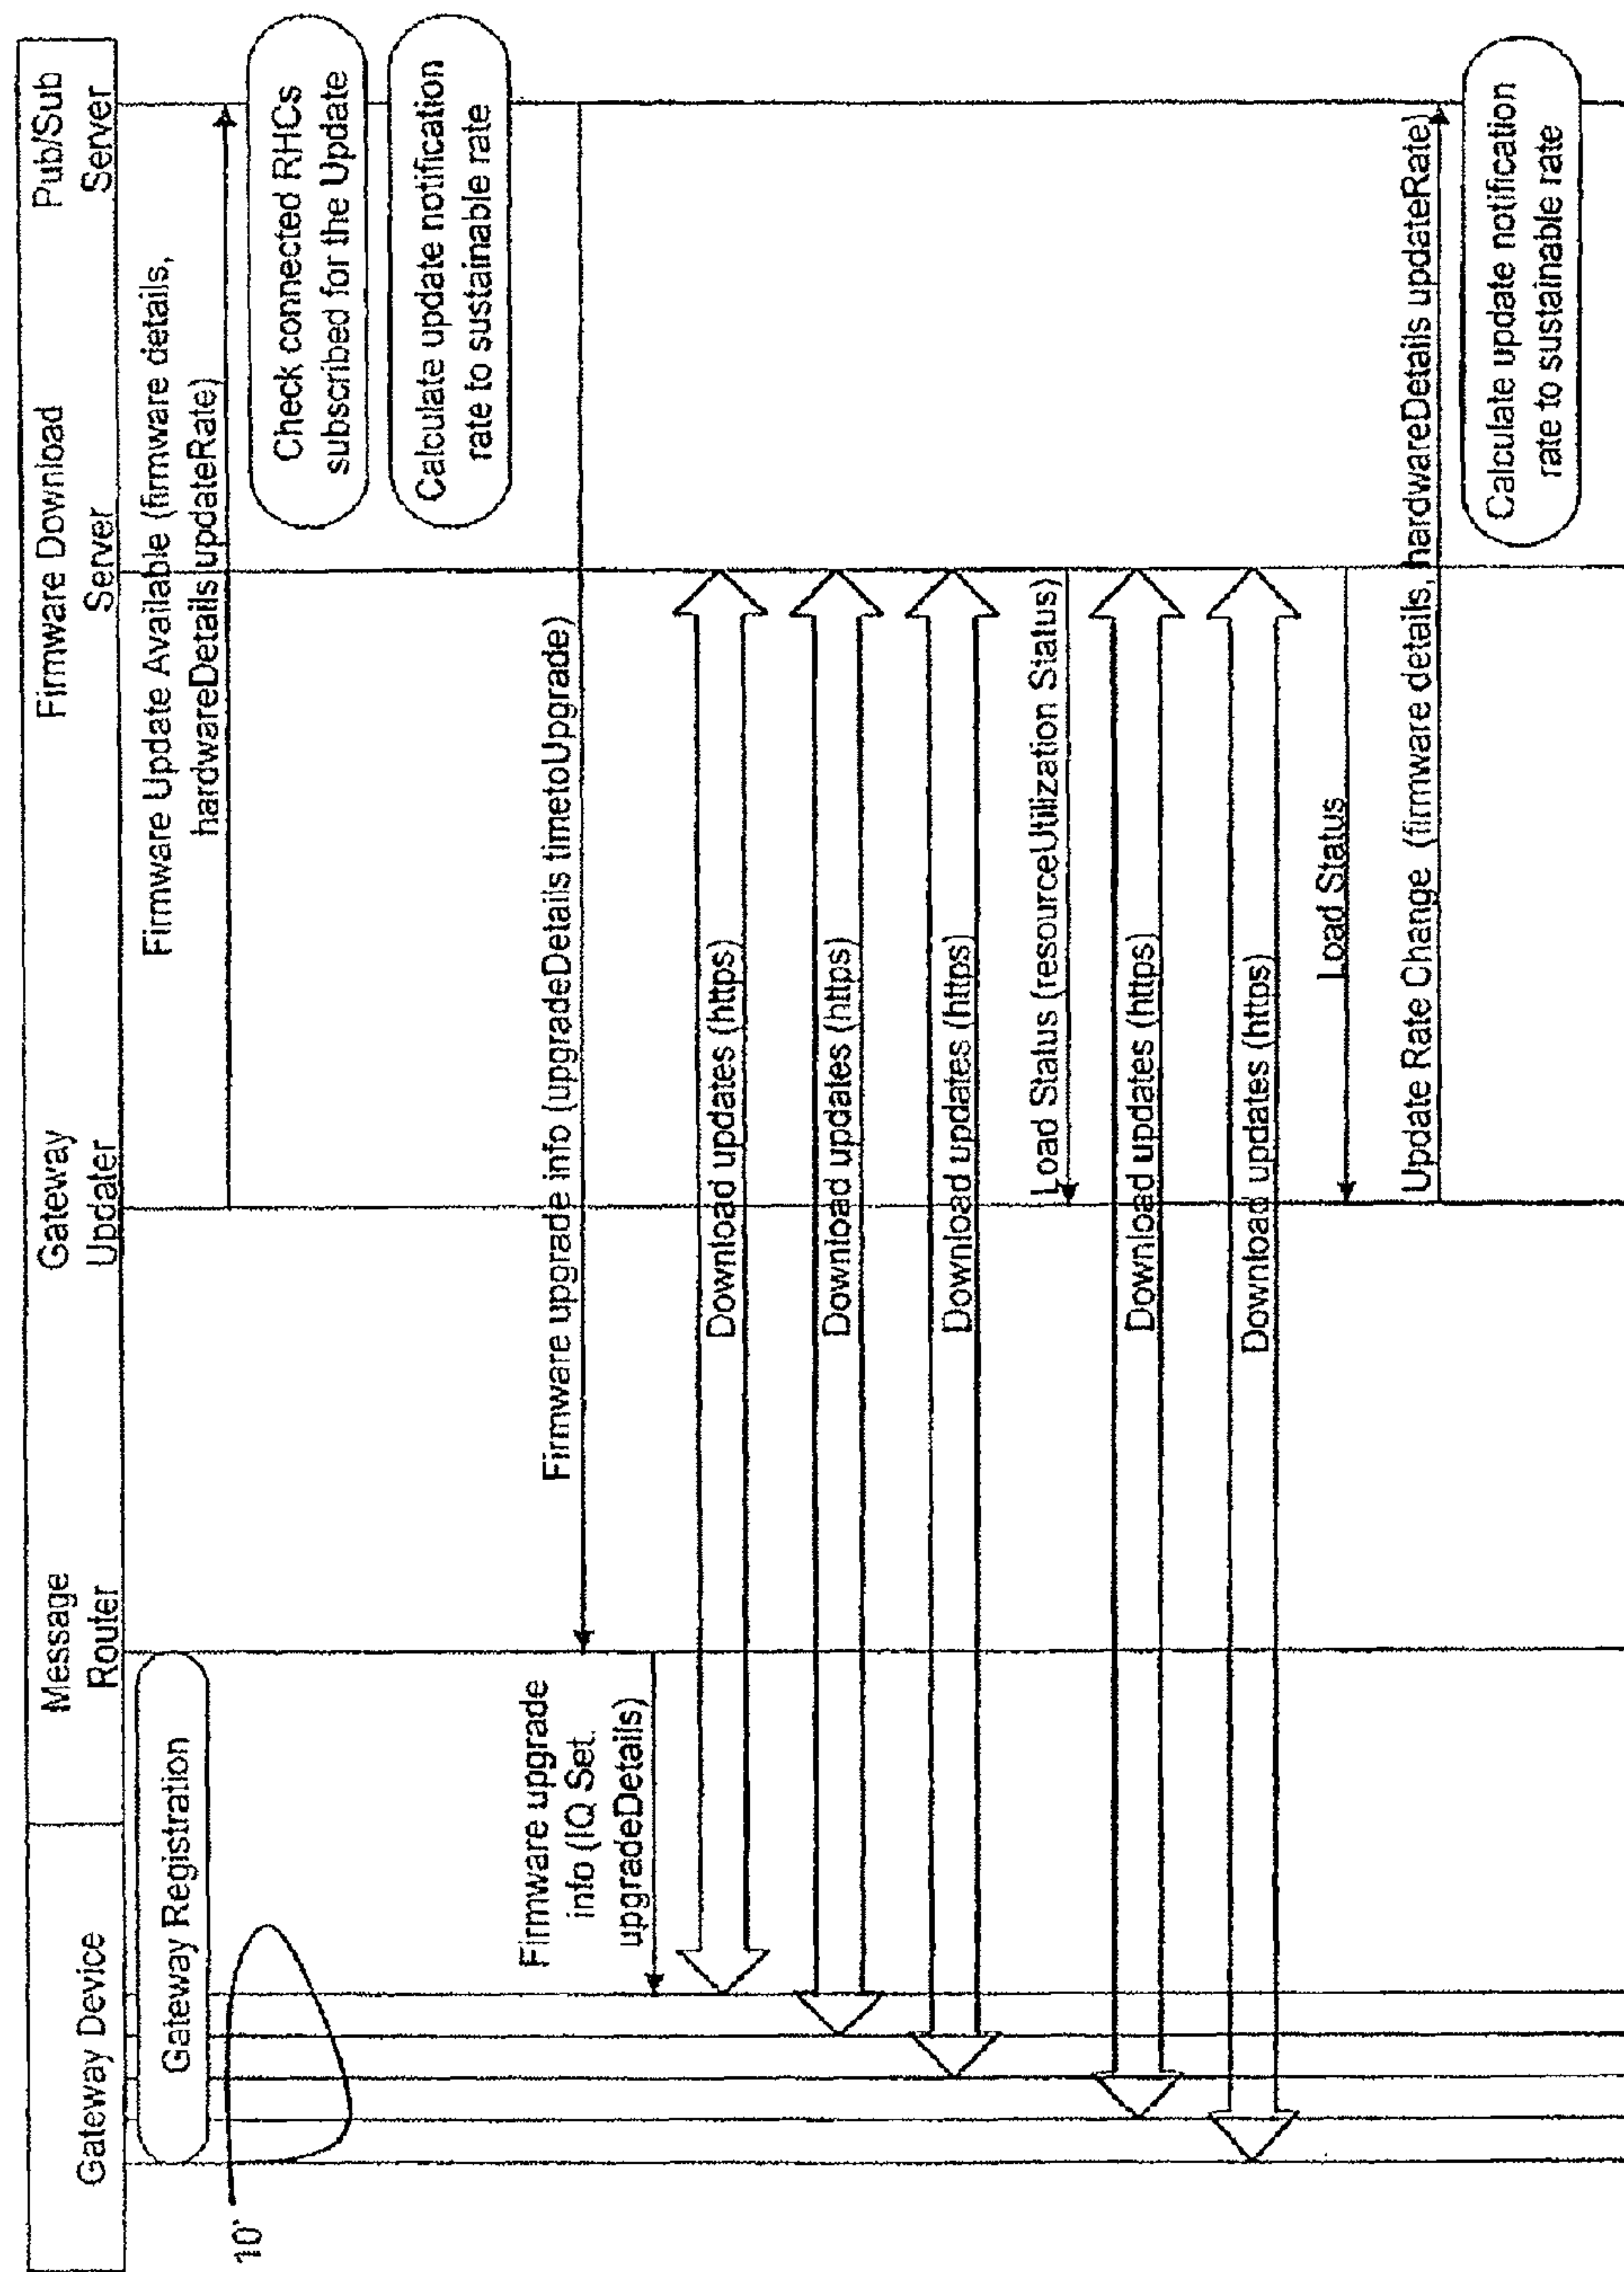 Gateway Device
Message
Router
Gateway
Updater
Firmware Download
Server
Pub/Sub
Server
Gateway Registration
10'
Firmware Update Available (firmware details,
hardwareDetails updateRate)
Check connected RHCs
subscribed for the Update
Calculate update notification
rate to sustainable rate
Firmware upgrade info (upgradeDetails timetoUpgrade)
Firmware upgrade
info (IQ Set.
upgradeDetails)
Download updates (https)
Download updates (https)
Download updates (https)
Load Status (resourceUtilization Status)
Download updates (https)
Download updates (https)
Load Status
Update Rate Change (firmware details, hardwareDetails updateRate)
Calculate update notification
rate to sustainable rate